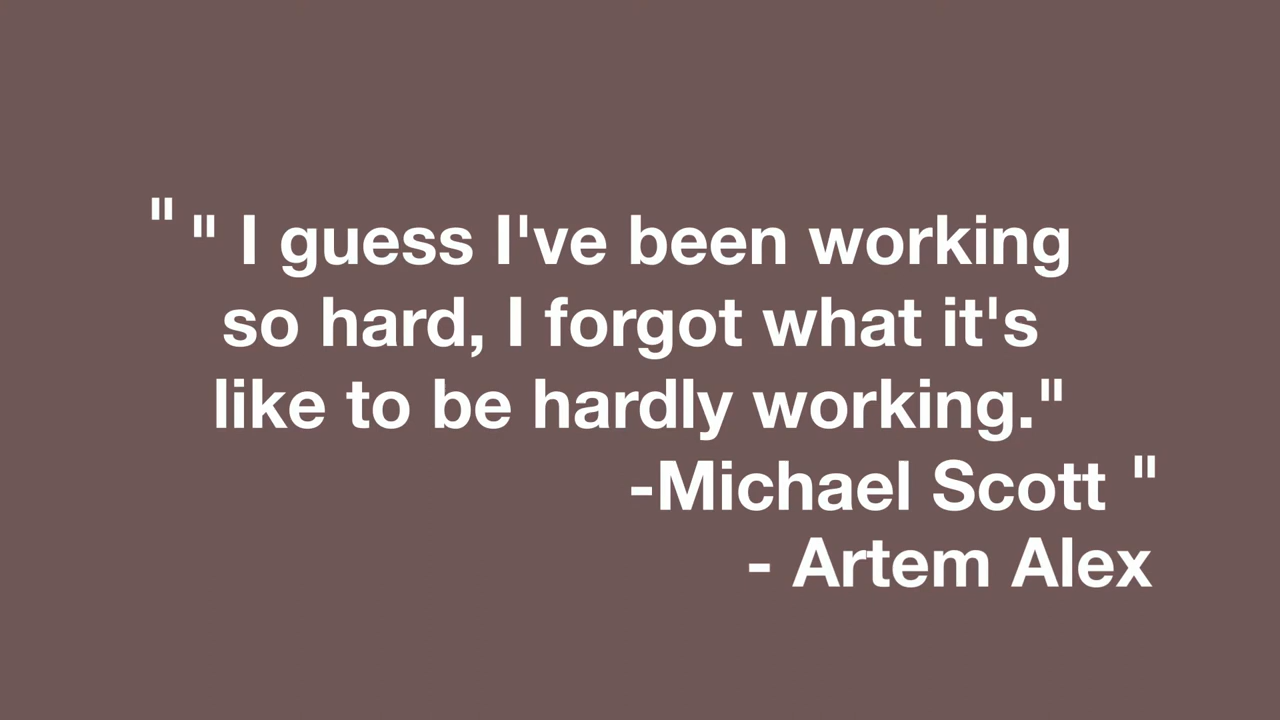 " " I guess I've been working
so hard, I forgot what it's
like to be hardly working."
-Michael Scott "
- Artem Alex